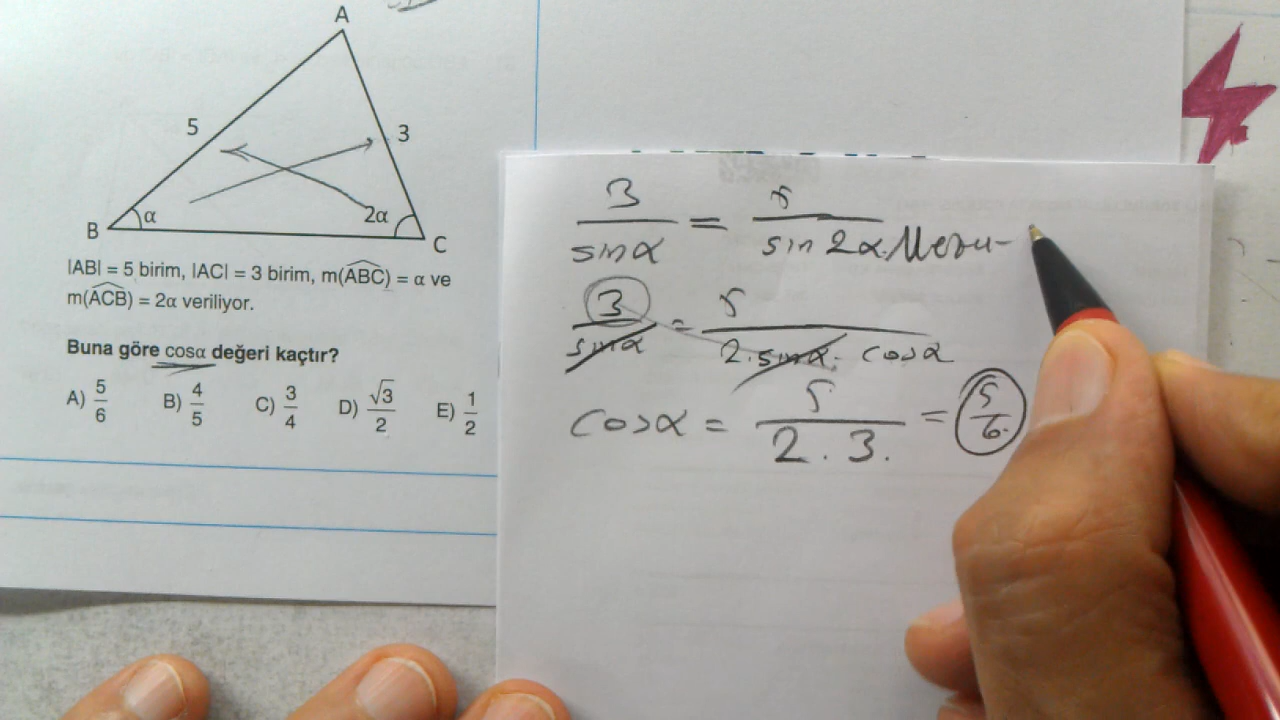 A
5
3
α
2α
B
C
|AB| = 5 birim, |AC| = 3 birim, m(ABC) = α ve
m(ACB) = 2α veriliyor.
Buna göre cosα değeri kaçtır?
A) 5/6 B) 4/5 C) 3/4 D) √3/2 E) 1/2
3/sinα = 5/sin2α
3/sinα = 5/2.sinα.cosα
cosα = 5/2.3. = 5/6.